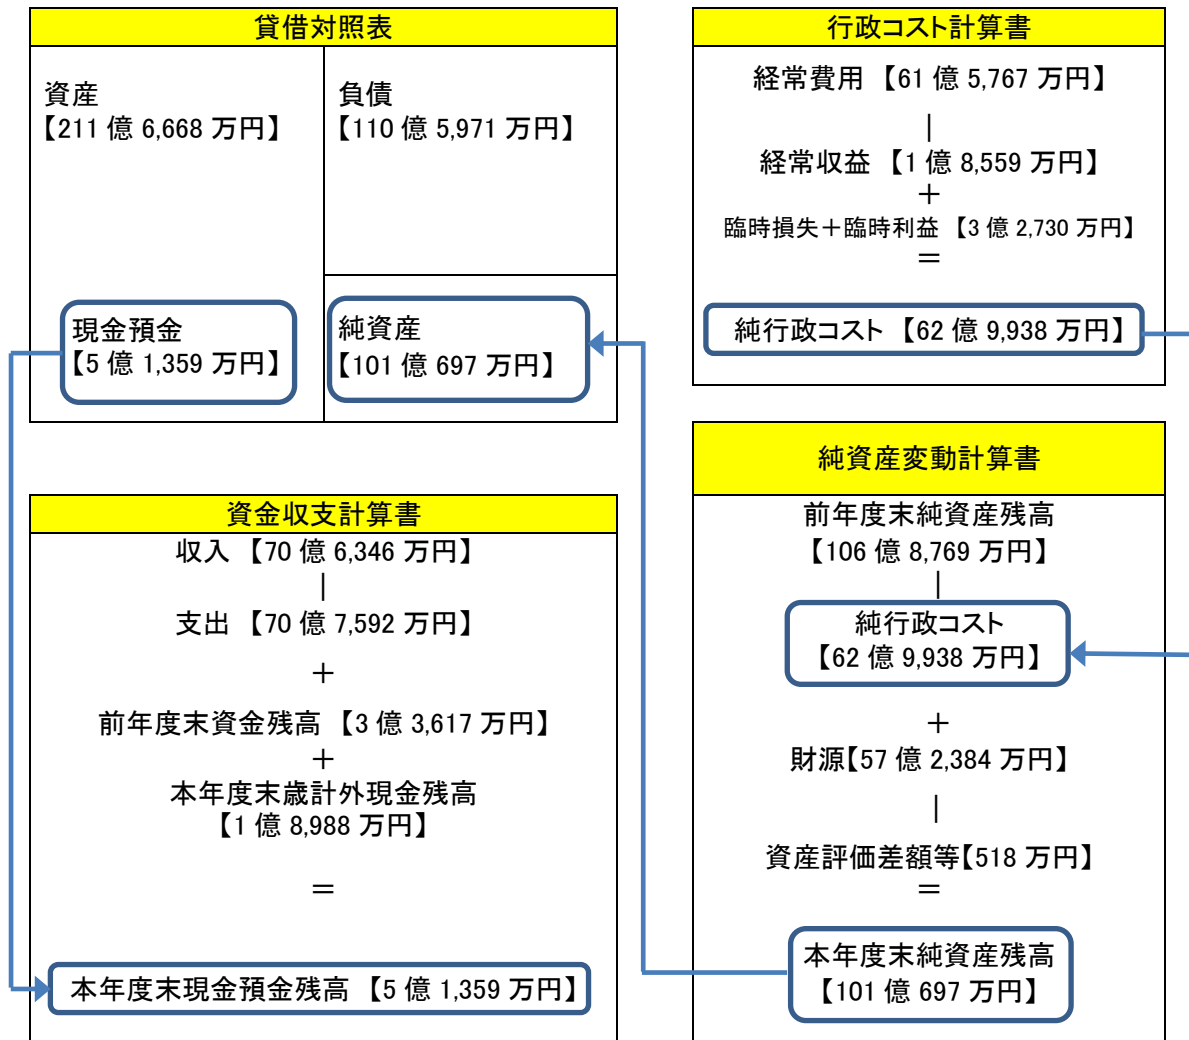 貸借対照表
資産
【211 億 6,668 万円】
負債
【110 億 5,971 万円】
現金預金
【5 億 1,359 万円】
純資産
【101 億 697 万円】
行政コスト計算書
経常費用 【61 億 5,767 万円】
|
経常収益 【1 億 8,559 万円】
＋
臨時損失＋臨時利益 【3 億 2,730 万円】
＝
純行政コスト 【62 億 9,938 万円】
資金収支計算書
収入 【70 億 6,346 万円】
|
支出 【70 億 7,592 万円】
＋
前年度末資金残高 【3 億 3,617 万円】
＋
本年度末歳計外現金残高
【1 億 8,988 万円】
＝
本年度末現金預金残高 【5 億 1,359 万円】
純資産変動計算書
前年度末純資産残高
【106 億 8,769 万円】
|
純行政コスト
【62 億 9,938 万円】
＋
財源【57 億 2,384 万円】
|
資産評価差額等【518 万円】
＝
本年度末純資産残高
【101 億 697 万円】